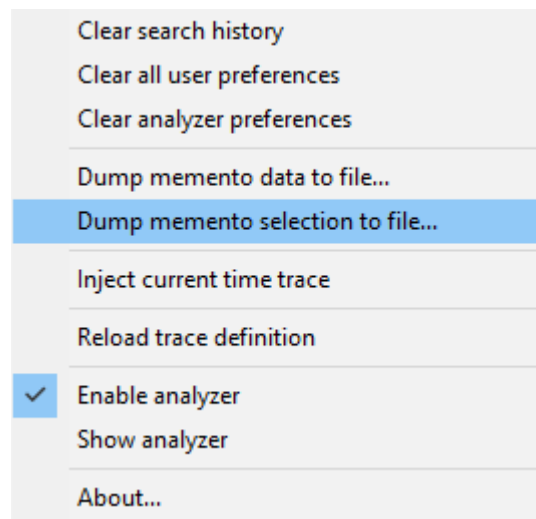 Clear search history
Clear all user preferences
Clear analyzer preferences
Dump memento data to file...
Dump memento selection to file...
Inject current time trace
Reload trace definition
Enable analyzer
Show analyzer
About...